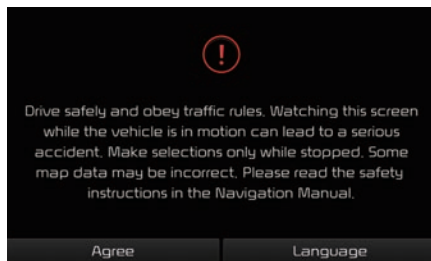 Drive safely and obey traffic rules. Watching this screen
while the vehicle is in motion can lead to a serious
accident. Make selections only while stopped. Some
map data may be incorrect. Please read the safety
instructions in the Navigation Manual.
Agree
Language